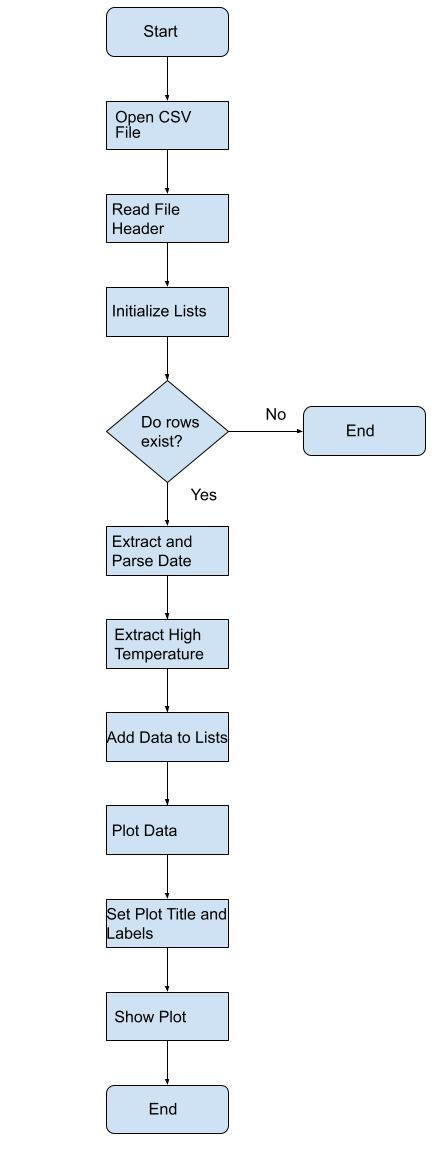 Start
Open CSV
File
Read File
Header
Initialize Lists
Do rows
exist?
No
End
Yes
Extract and
Parse Date
Extract High
Temperature
Add Data to Lists
Plot Data
Set Plot Title and
Labels
Show Plot
End